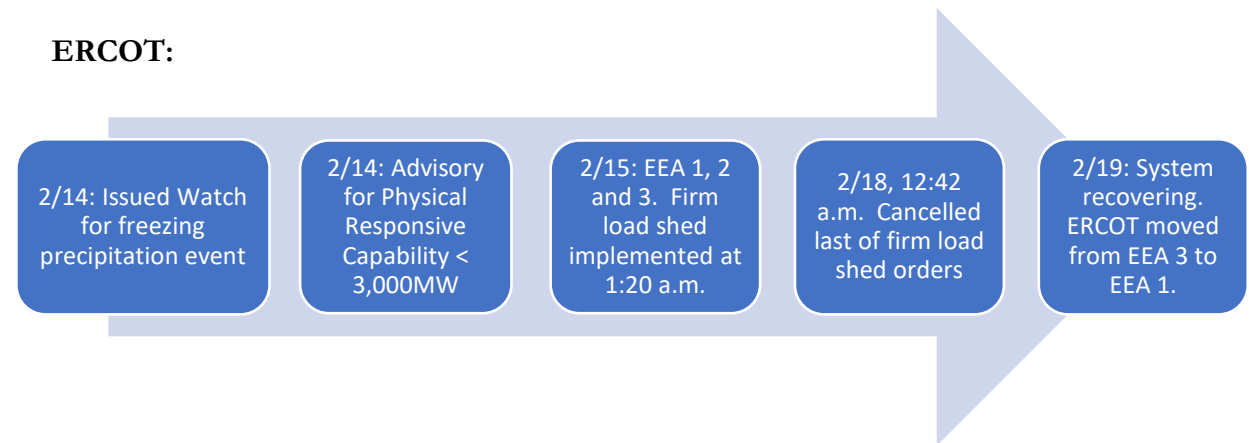 ERCOT:
2/14: Issued Watch
for freezing
precipitation event
2/14: Advisory
for Physical
Responsive
Capability <
3,000MW
2/15: EEA 1, 2
and 3.  Firm
load shed
implemented at
1:20 a.m.
2/18, 12:42
a.m.  Cancelled
last of firm load
shed orders
2/19: System
recovering.
ERCOT moved
from EEA 3 to
EEA 1.